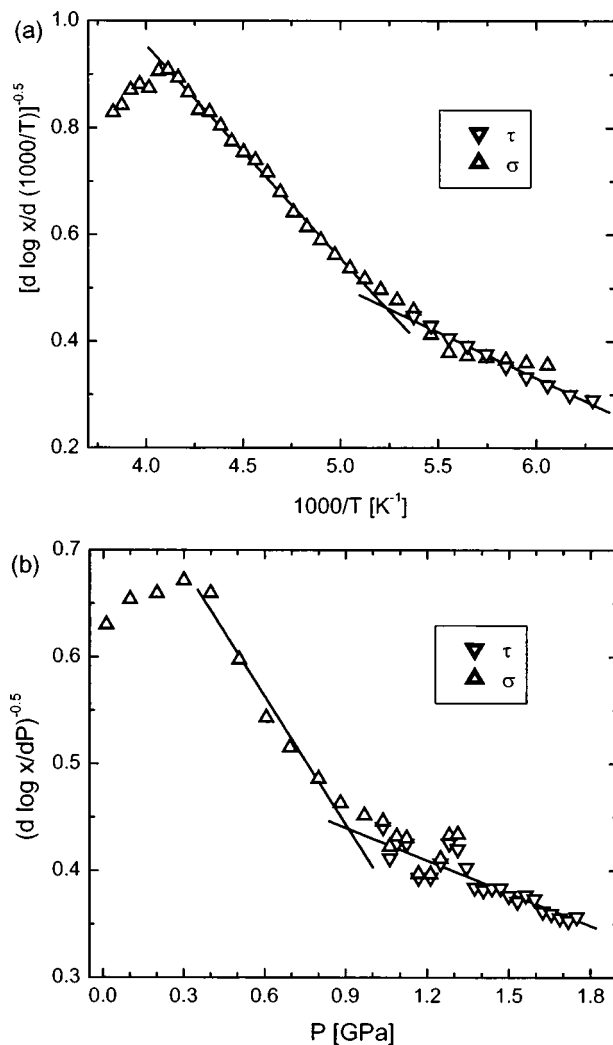 (a)
1.0
0.8
0.6
0.4
0.2
[d log x/d (1000/T)]^-0.5
τ
σ
4.0 4.5 5.0 5.5 6.0
1000/T [K^-1]
(b)
0.7
0.6
0.5
0.4
0.3
(d log x/dP)^-0.5
τ
σ
0.0 0.3 0.6 0.9 1.2 1.5 1.8
P [GPa]